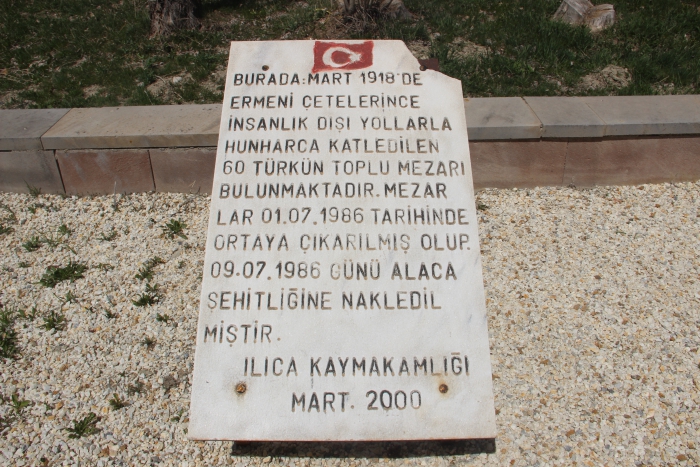 BURADA: MART 1918'DE
ERMENİ ÇETELERİNCE
İNSANLIK DIŞI YOLLARLA
HUNHARCA KATLEDİLEN
60 TÜRKÜN TOPLU MEZARI
BULUNMAKTADIR. MEZAR
LAR 01.07.1986 TARİHİNDE
ORTAYA ÇIKARILMIŞ OLUP.
09.07.1986 GÜNÜ ALACA
ŞEHİTLİĞİNE NAKLEDİL
MİŞTİR.
ILICA KAYMAKAMLIĞI
MART. 2000